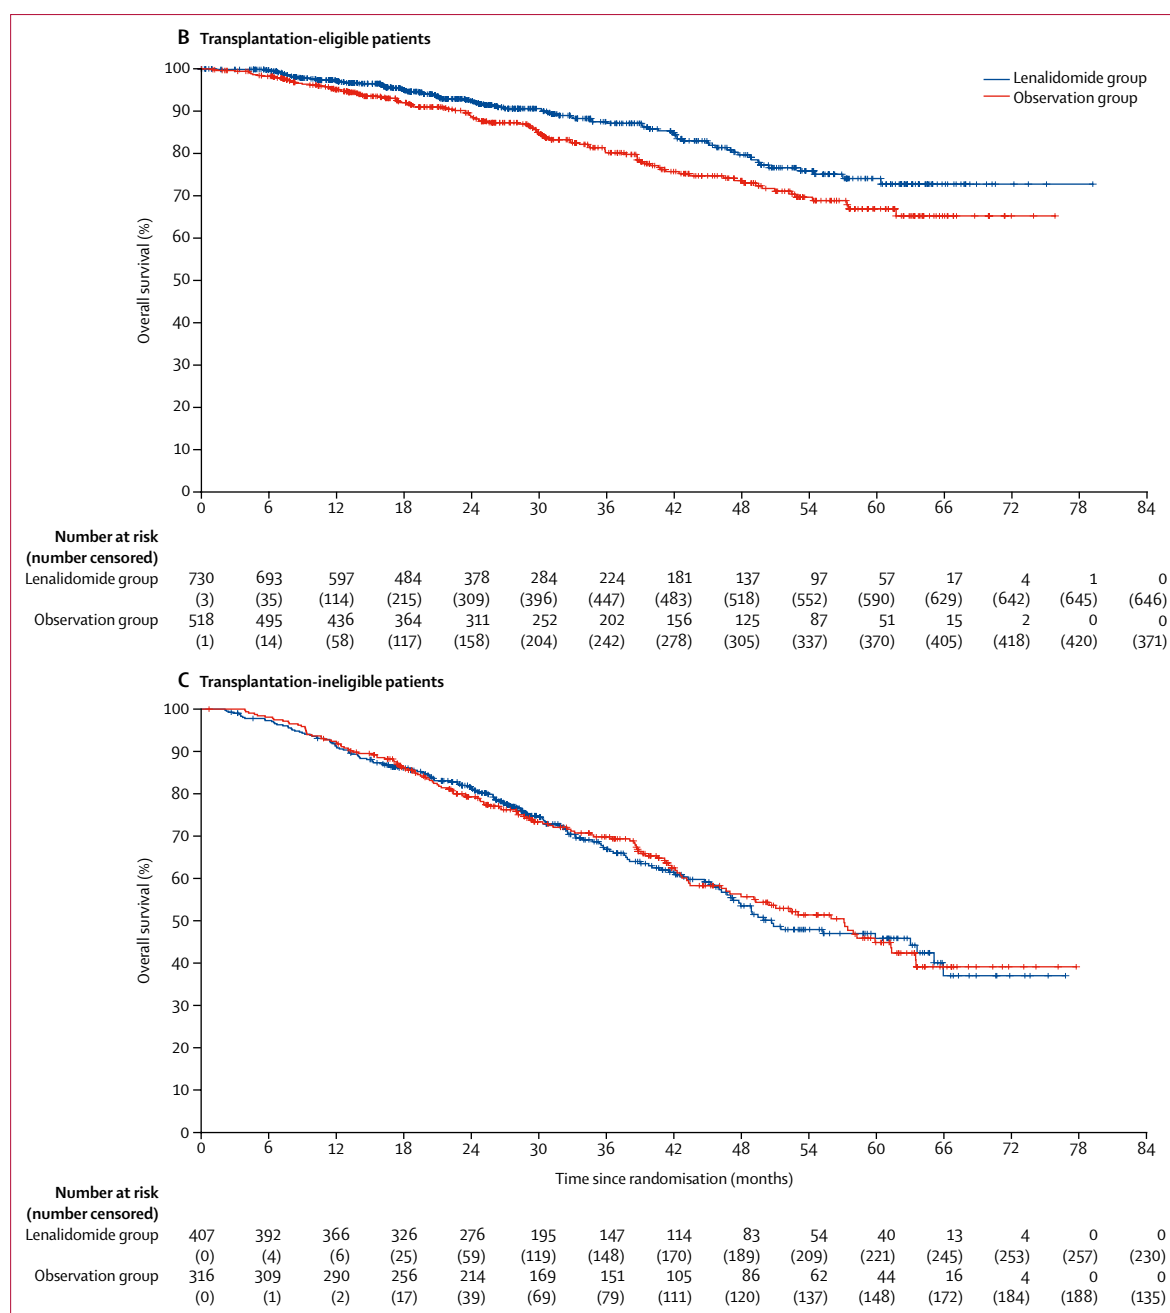 B Transplantation-eligible patients
Lenalidomide group
Observation group
Overall survival (%)
100
90
80
70
60
50
40
30
20
10
0
0 6 12 18 24 30 36 42 48 54 60 66 72 78 84
Number at risk
(number censored)
Lenalidomide group 730 693 597 484 378 284 224 181 137 97 57 17 4 1 0
(3) (35) (114) (215) (309) (396) (447) (483) (518) (552) (590) (629) (642) (645) (646)
Observation group 518 495 436 364 311 252 202 156 125 87 51 15 2 0 0
(1) (14) (58) (117) (158) (204) (242) (278) (305) (337) (370) (405) (418) (420) (371)
C Transplantation-ineligible patients
Overall survival (%)
100
90
80
70
60
50
40
30
20
10
0
0 6 12 18 24 30 36 42 48 54 60 66 72 78 84
Time since randomisation (months)
Number at risk
(number censored)
Lenalidomide group 407 392 366 326 276 195 147 114 83 54 40 13 4 0 0
(0) (4) (6) (25) (59) (119) (148) (170) (189) (209) (221) (245) (253) (257) (230)
Observation group 316 309 290 256 214 169 151 105 86 62 44 16 4 0 0
(0) (1) (2) (17) (39) (69) (79) (111) (120) (137) (148) (172) (184) (188) (135)